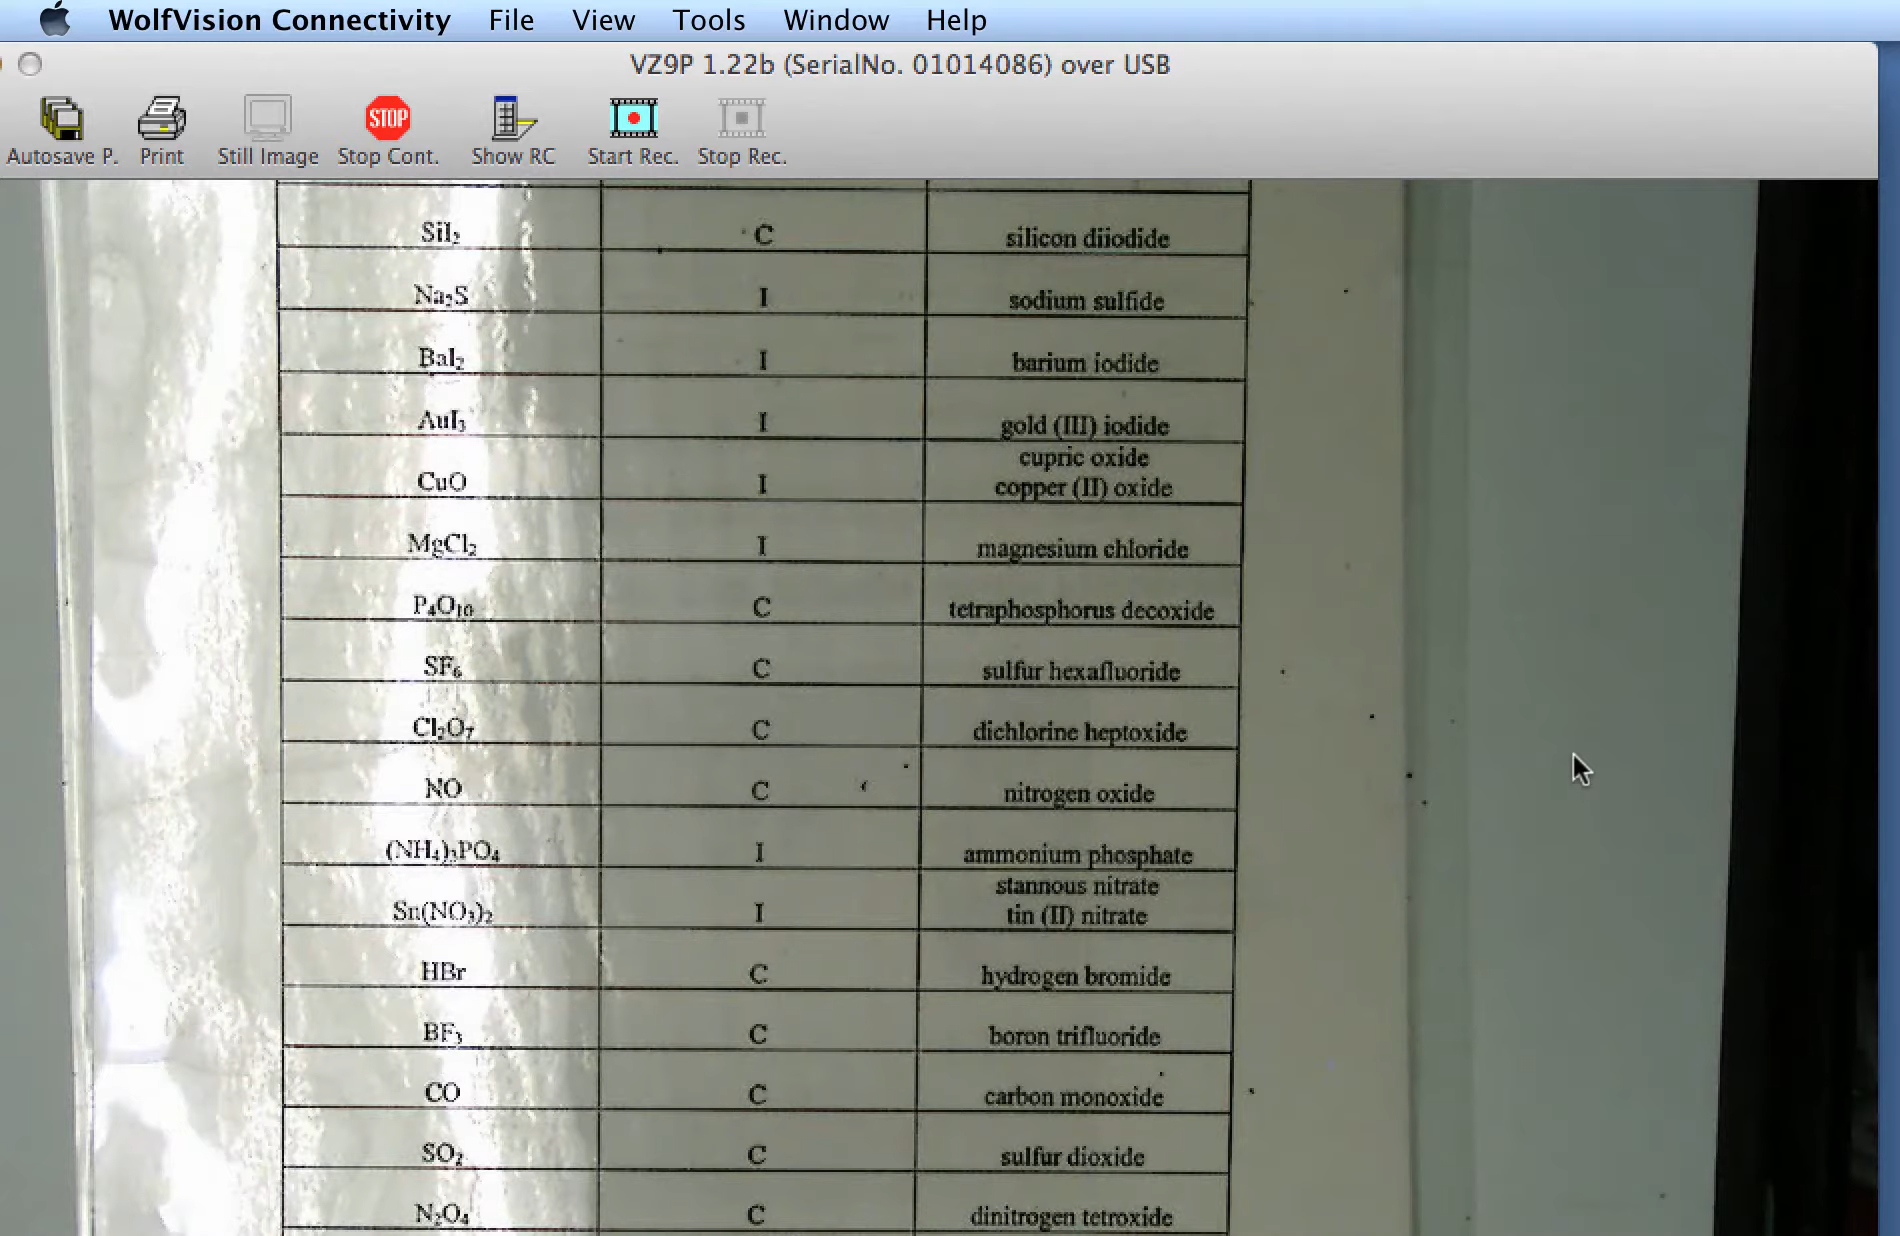 WolfVision Connectivity File View Tools Window Help
VZ9P 1.22b (SerialNo. 01014086) over USB
STOP
Autosave P. Print Still Image Stop Cont. Show RC Start Rec. Stop Rec.
SiI₂ C silicon diiodide
Na₂S I sodium sulfide
BaI₂ I barium iodide
AuI₃ I gold (III) iodide
cupric oxide
CuO I copper (II) oxide
MgCl₂ I magnesium chloride
P₄O₁₀ C tetraphosphorus decoxide
SF₆ C sulfur hexafluoride
Cl₂O₇ C dichlorine heptoxide
NO C nitrogen oxide
(NH₄)₃PO₄ I ammonium phosphate
stannous nitrate
Sn(NO₃)₂ I tin (II) nitrate
HBr C hydrogen bromide
BF₃ C boron trifluoride
CO C carbon monoxide
SO₂ C sulfur dioxide
N₂O₄ C dinitrogen tetroxide